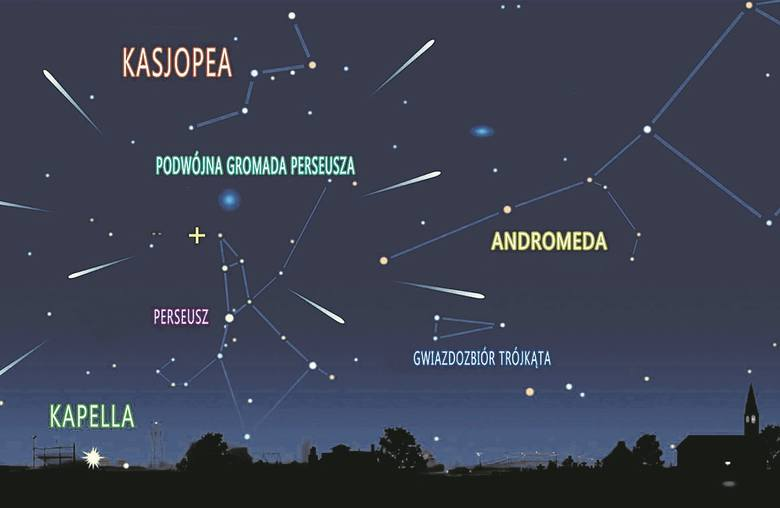 KASJOPEA
PODWÓJNA GROMADA PERSEUSZA
ANDROMEDA
PERSEUSZ
GWIAZDOZBIÓR TRÓJKĄTA
KAPELLA